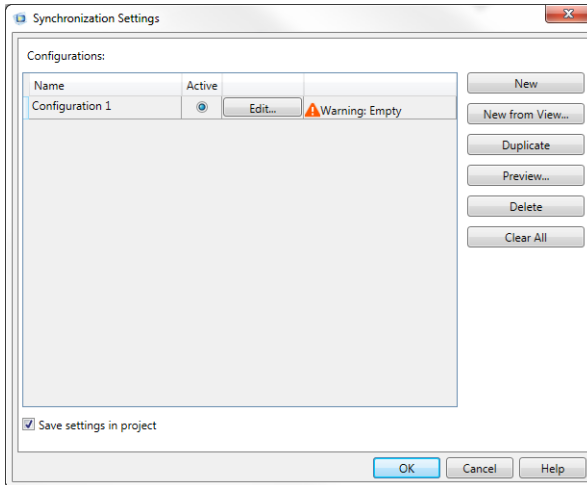 Synchronization Settings
Configurations:
Name Active
Configuration 1 Edit... Warning: Empty
New
New from View...
Duplicate
Preview...
Delete
Clear All
Save settings in project
OK Cancel Help